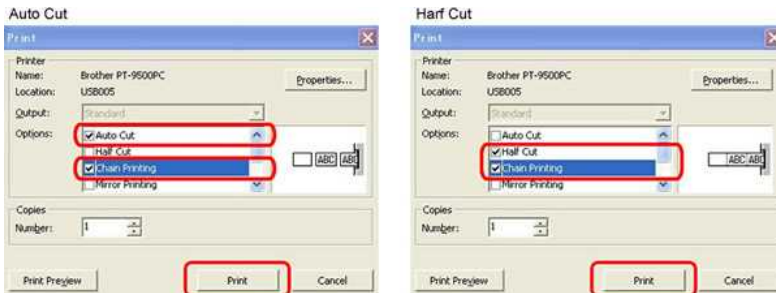 Auto Cut
Print
Printer
Name: Brother PT-9500PC
Properties...
Location: USB005
Output: Standard
Options: Auto Cut
Half Cut
ABC ABC
Chain Printing
Mirror Printing
Copies
Number: 1
Print Preview Print Cancel
Harf Cut
Print
Printer
Name: Brother PT-9500PC
Properties...
Location: USB005
Output: Standard
Options: Auto Cut
Half Cut
ABC ABC
Chain Printing
Mirror Printing
Copies
Number: 1
Print Preview Print Cancel